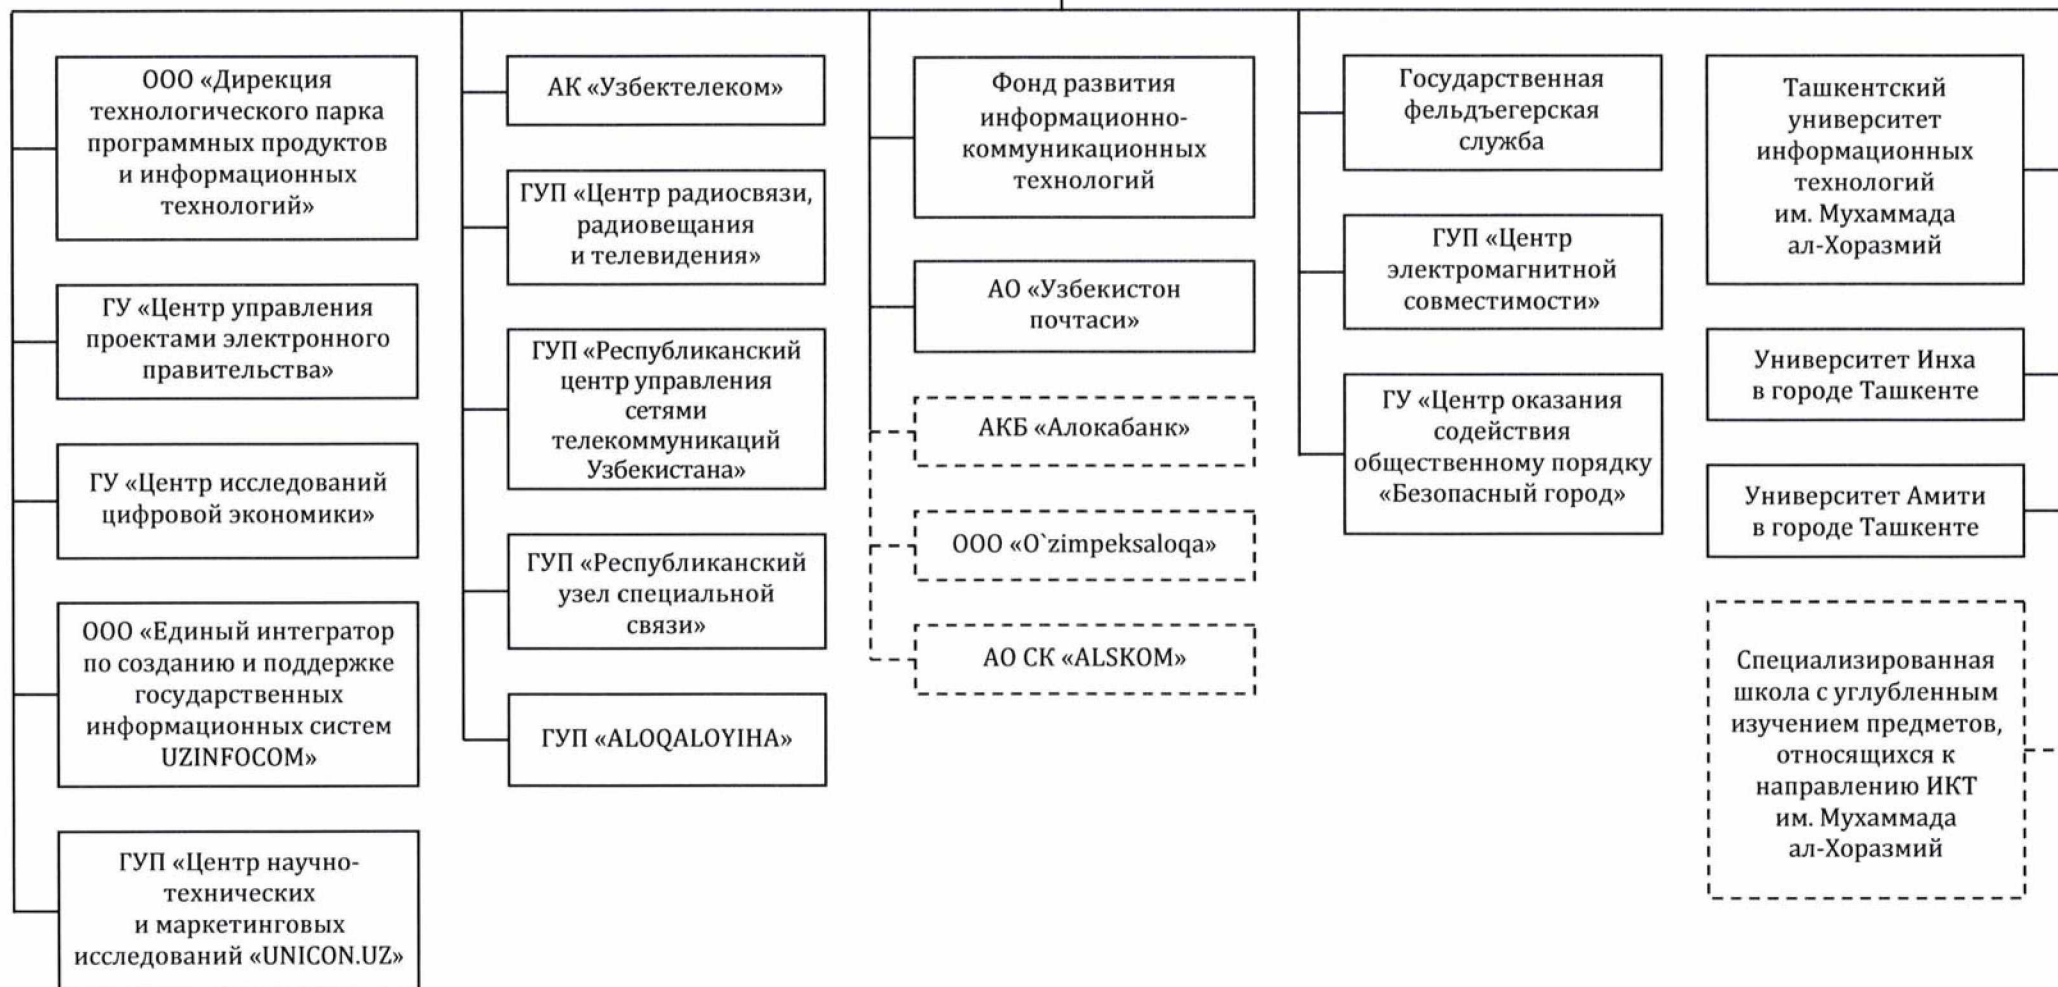 ООО «Дирекция
технологического парка
программных продуктов
и информационных
технологий»
ГУ «Центр управления
проектами электронного
правительства»
ГУ «Центр исследований
цифровой экономики»
ООО «Единый интегратор
по созданию и поддержке
государственных
информационных систем
UZINFOCOM»
ГУП «Центр научно-
технических
и маркетинговых
исследований «UNICON.UZ»
АК «Узбектелеком»
ГУП «Центр радиосвязи,
радиовещания
и телевидения»
ГУП «Республиканский
центр управления
сетями
телекоммуникаций
Узбекистана»
ГУП «Республиканский
узел специальной
связи»
ГУП «ALOQALOYIHA»
Фонд развития
информационно-
коммуникационных
технологий
АО «Узбекистон
почтаси»
АКБ «Алокабанк»
ООО «O`zimpeksaloqa»
АО СК «ALSKOM»
Государственная
фельдъегерская
служба
ГУП «Центр
электромагнитной
совместимости»
ГУ «Центр оказания
содействия
общественному порядку
«Безопасный город»
Ташкентский
университет
информационных
технологий
им. Мухаммада
ал-Хоразмий
Университет Инха
в городе Ташкенте
Университет Амити
в городе Ташкенте
Специализированная
школа с углубленным
изучением предметов,
относящихся к
направлению ИКТ
им. Мухаммада
ал-Хоразмий